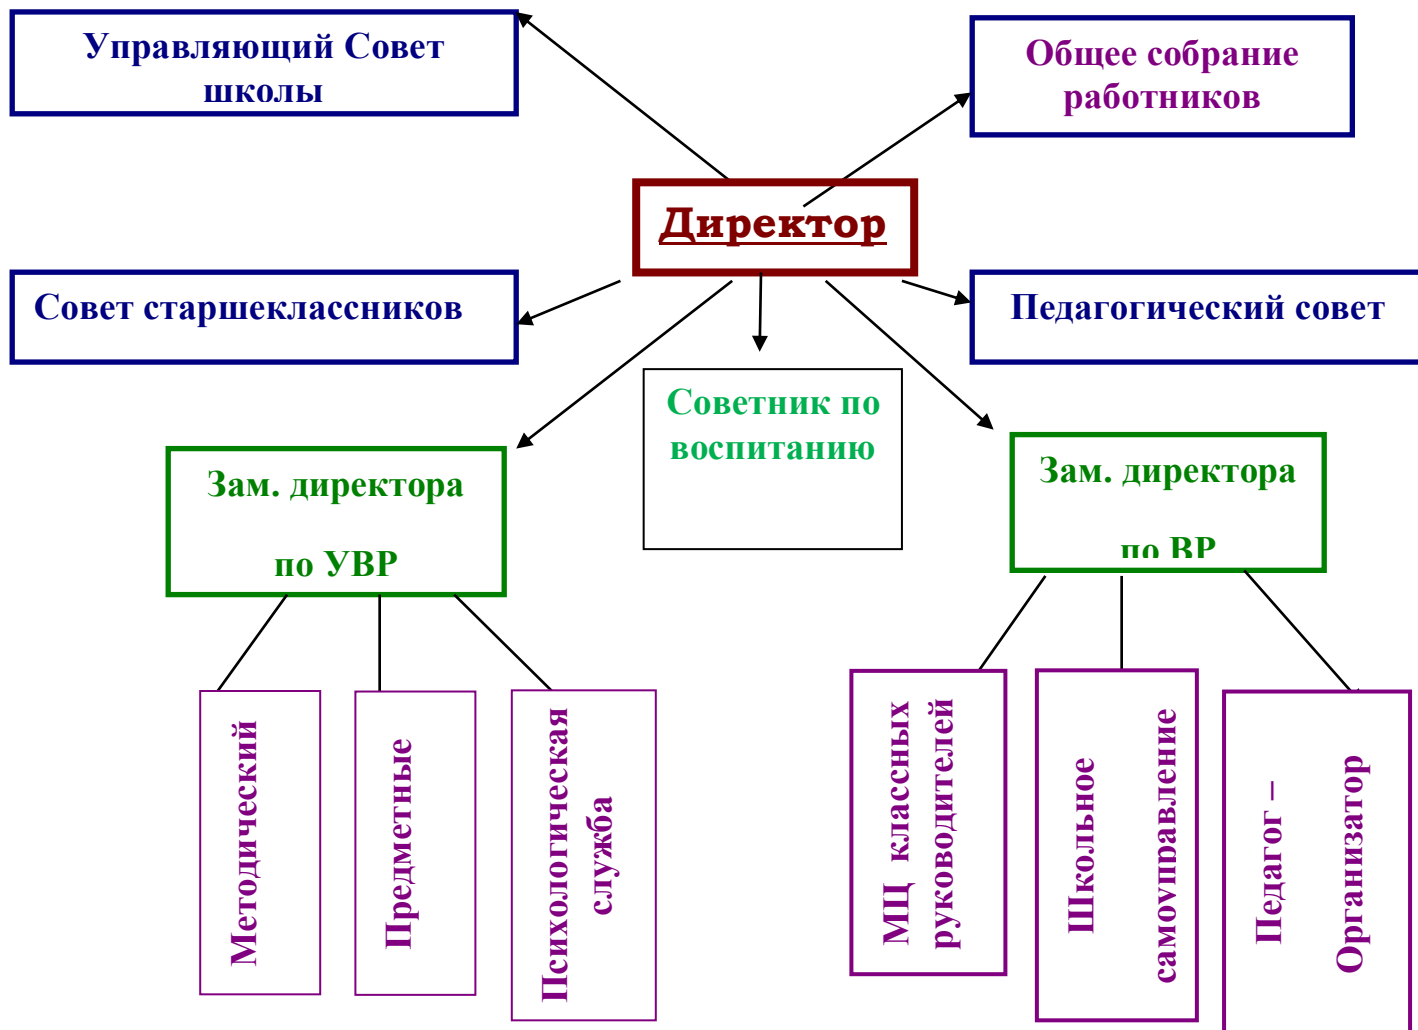 Управляющий Совет
школы
Общее собрание
работников
Директор
Совет старшеклассников
Педагогический совет
Советник по
воспитанию
Зам. директора
по УВР
Зам. директора
по ВР
Методический
Предметные
Психологическая
служба
МЦ классных
руководителей
Школьное
самоуправление
Педагог –
Организатор